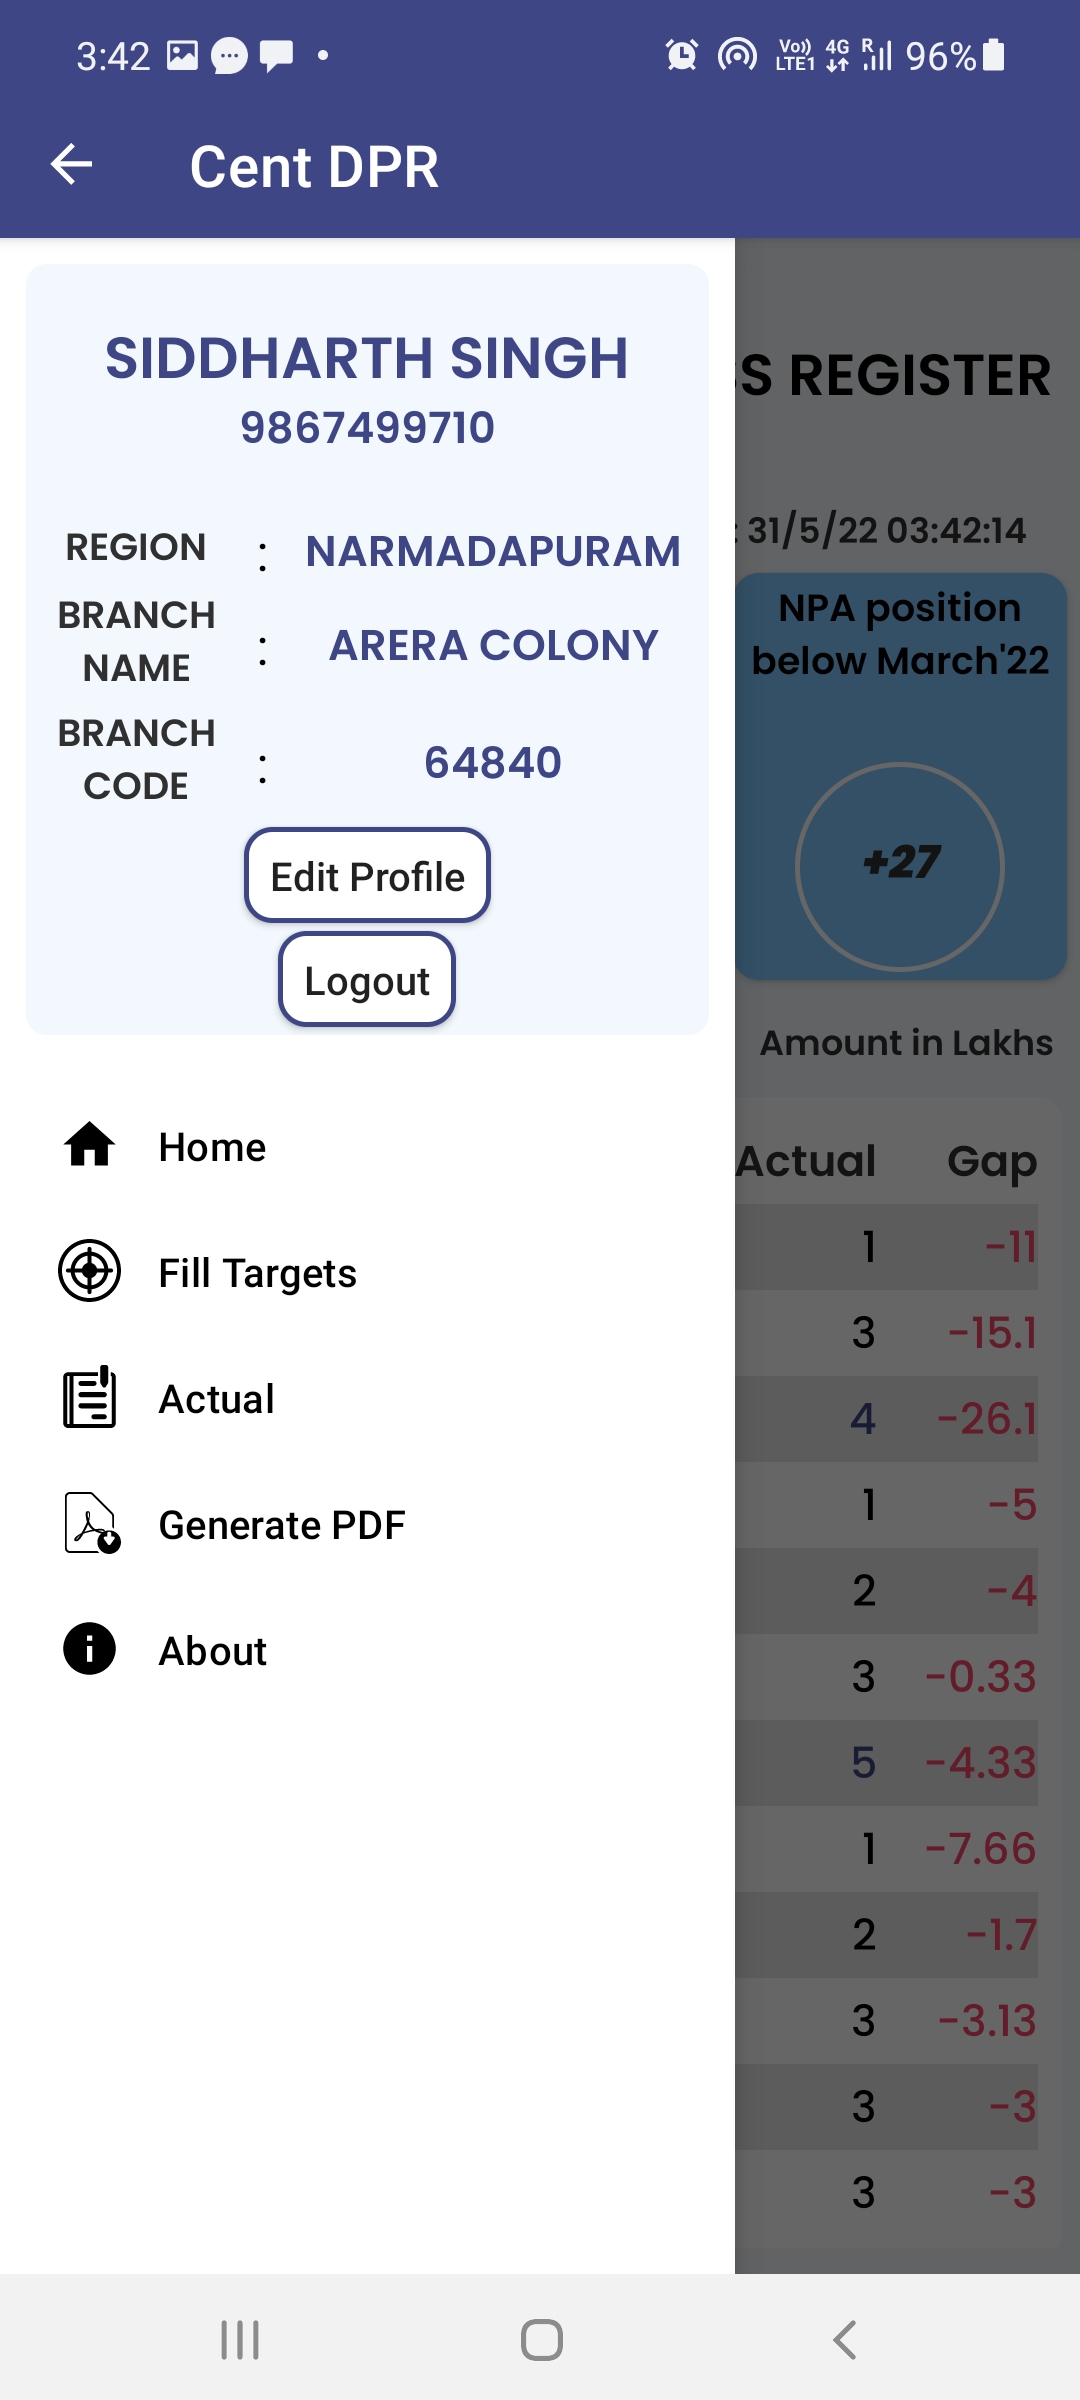 3:42
Vo)) LTE1 4G R 96%
Cent DPR
SIDDHARTH SINGH
9867499710
REGION : NARMADAPURAM
BRANCH NAME : ARERA COLONY
BRANCH CODE : 64840
Edit Profile
Logout
Home
Fill Targets
Actual
Generate PDF
About
S REGISTER
: 31/5/22 03:42:14
NPA position
below March'22
+27
Amount in Lakhs
Actual Gap
1 -11
3 -15.1
4 -26.1
1 -5
2 -4
3 -0.33
5 -4.33
1 -7.66
2 -1.7
3 -3.13
3 -3
3 -3